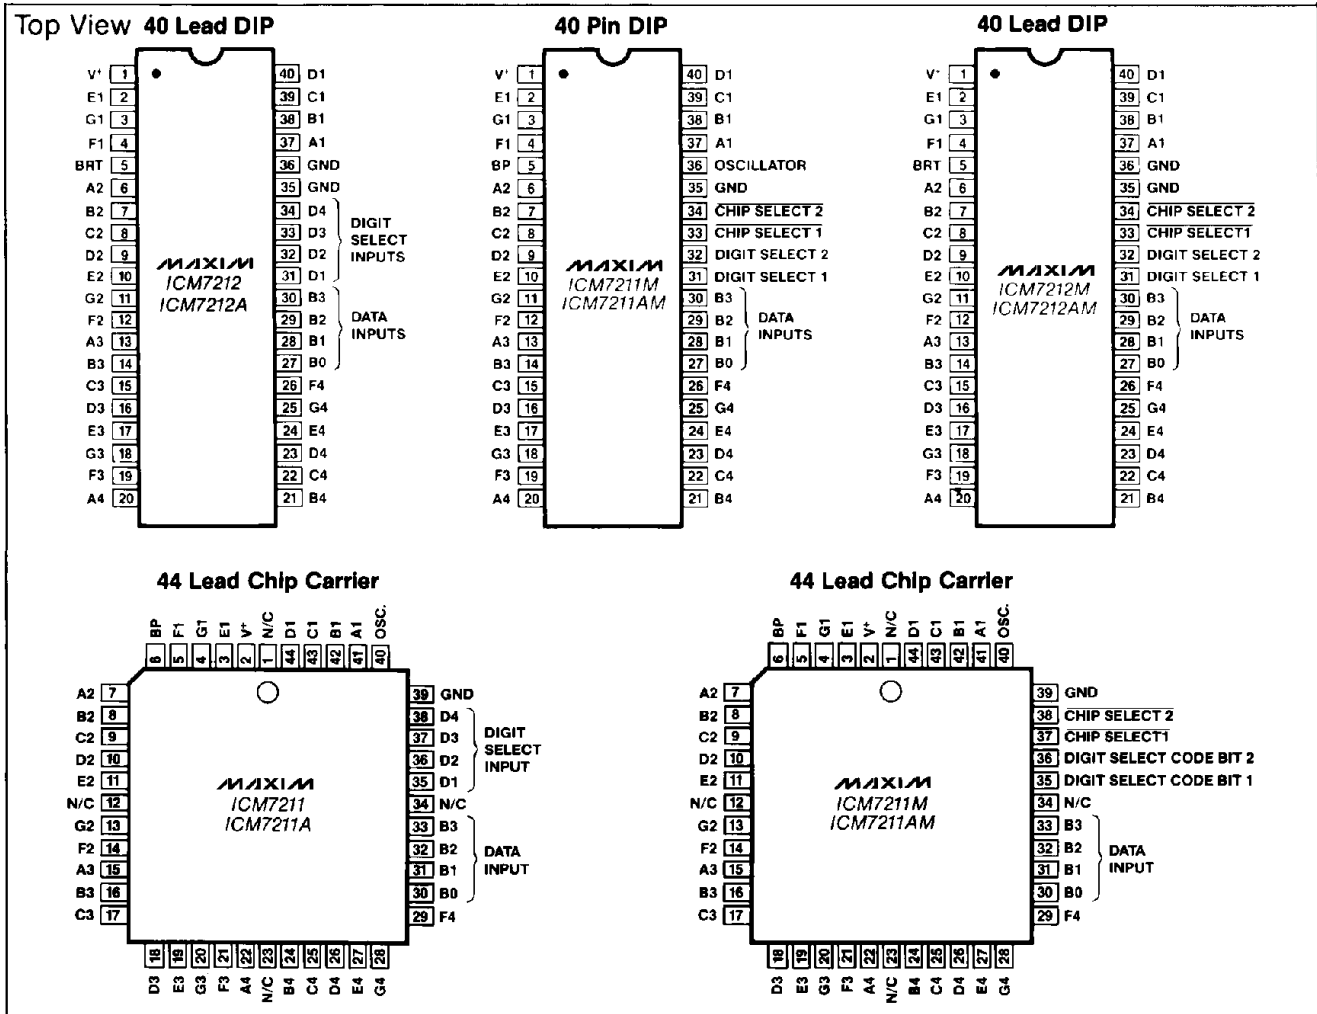 Top View 40 Lead DIP
V+ 1
E1 2
G1 3
F1 4
BRT 5
A2 6
B2 7
C2 8
D2 9
E2 10
G2 11
F2 12
A3 13
B3 14
C3 15
D3 16
E3 17
G3 18
F3 19
A4 20
MAXIM
ICM7212
ICM7212A
40 D1
39 C1
38 B1
37 A1
36 GND
35 GND
34 D4
33 D3
32 D2
31 D1
DIGIT
SELECT
INPUTS
30 B3
29 B2
28 B1
27 B0
DATA
INPUTS
26 F4
25 G4
24 E4
23 D4
22 C4
21 B4
40 Pin DIP
V+ 1
E1 2
G1 3
F1 4
BP 5
A2 6
B2 7
C2 8
D2 9
E2 10
G2 11
F2 12
A3 13
B3 14
C3 15
D3 16
E3 17
G3 18
F3 19
A4 20
MAXIM
ICM7211M
ICM7211AM
40 D1
39 C1
38 B1
37 A1
36 OSCILLATOR
35 GND
34 CHIP SELECT 2
33 CHIP SELECT 1
32 DIGIT SELECT 2
31 DIGIT SELECT 1
30 B3
29 B2
28 B1
27 B0
DATA
INPUTS
26 F4
25 G4
24 E4
23 D4
22 C4
21 B4
40 Lead DIP
V+ 1
E1 2
G1 3
F1 4
BRT 5
A2 6
B2 7
C2 8
D2 9
E2 10
G2 11
F2 12
A3 13
B3 14
C3 15
D3 16
E3 17
G3 18
F3 19
A4 20
MAXIM
ICM7212M
ICM7212AM
40 D1
39 C1
38 B1
37 A1
36 GND
35 GND
34 CHIP SELECT 2
33 CHIP SELECT1
32 DIGIT SELECT 2
31 DIGIT SELECT 1
30 B3
29 B2
28 B1
27 B0
DATA
INPUTS
26 F4
25 G4
24 E4
23 D4
22 C4
21 B4
44 Lead Chip Carrier
BP F1 G1 E1 V+ N/C D1 C1 B1 A1 OSC.
6 5 4 3 2 1 44 43 42 41 40
A2 7
B2 8
C2 9
D2 10
E2 11
N/C 12
G2 13
F2 14
A3 15
B3 16
C3 17
MAXIM
ICM7211
ICM7211A
39 GND
38 D4
37 D3
36 D2
35 D1
DIGIT
SELECT
INPUT
34 N/C
33 B3
32 B2
31 B1
30 B0
DATA
INPUT
29 F4
18 19 20 21 22 23 24 25 26 27 28
D3 E3 G3 F3 A4 N/C B4 C4 D4 E4 G4
44 Lead Chip Carrier
BP F1 G1 E1 V+ N/C D1 C1 B1 A1 OSC.
6 5 4 3 2 1 44 43 42 41 40
A2 7
B2 8
C2 9
D2 10
E2 11
N/C 12
G2 13
F2 14
A3 15
B3 16
C3 17
MAXIM
ICM7211M
ICM7211AM
39 GND
38 CHIP SELECT 2
37 CHIP SELECT1
36 DIGIT SELECT CODE BIT 2
35 DIGIT SELECT CODE BIT 1
34 N/C
33 B3
32 B2
31 B1
30 B0
DATA
INPUT
29 F4
18 19 20 21 22 23 24 25 26 27 28
D3 E3 G3 F3 A4 N/C B4 C4 D4 E4 G4